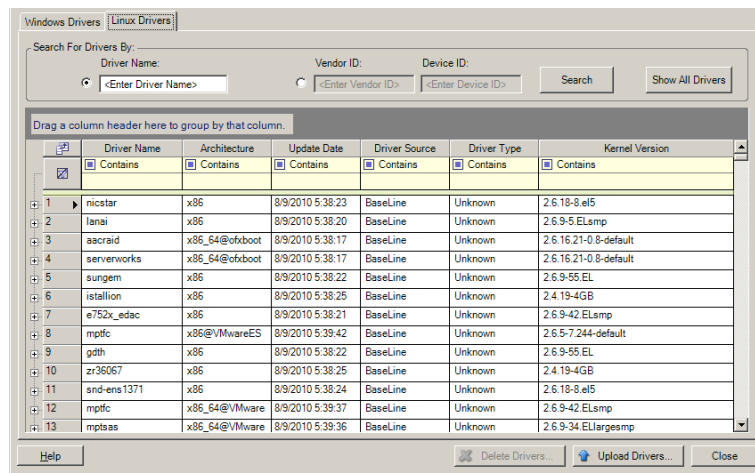 Windows Drivers Linux Drivers
Search For Drivers By:
Driver Name: Vendor ID: Device ID:
<Enter Driver Name> <Enter Vendor ID> <Enter Device ID> Search Show All Drivers
Drag a column header here to group by that column.
Driver Name Architecture Update Date Driver Source Driver Type Kernel Version
Contains Contains Contains Contains Contains Contains
1 nicstar x86 8/9/2010 5:38:23 BaseLine Unknown 2.6.18-8.el5
2 lanai x86 8/9/2010 5:38:20 BaseLine Unknown 2.6.9-5.ELsmp
3 aacraid x86_64@ofxboot 8/9/2010 5:38:17 BaseLine Unknown 2.6.16.21-0.8-default
4 serverworks x86_64@ofxboot 8/9/2010 5:38:17 BaseLine Unknown 2.6.16.21-0.8-default
5 sungem x86 8/9/2010 5:38:22 BaseLine Unknown 2.6.9-55.EL
6 istallion x86 8/9/2010 5:38:25 BaseLine Unknown 2.4.19-4GB
7 e752x_edac x86 8/9/2010 5:38:21 BaseLine Unknown 2.6.9-42.ELsmp
8 mptfc x86@VMwareES 8/9/2010 5:39:42 BaseLine Unknown 2.6.5-7.244-default
9 gdth x86 8/9/2010 5:38:22 BaseLine Unknown 2.6.9-55.EL
10 zr36067 x86 8/9/2010 5:38:25 BaseLine Unknown 2.4.19-4GB
11 snd-ens1371 x86 8/9/2010 5:38:24 BaseLine Unknown 2.6.18-8.el5
12 mptfc x86_64@VMware 8/9/2010 5:39:37 BaseLine Unknown 2.6.9-42.ELsmp
13 mptsas x86_64@VMware 8/9/2010 5:39:36 BaseLine Unknown 2.6.9-34.ELlargesmp
Help Delete Drivers... Upload Drivers... Close